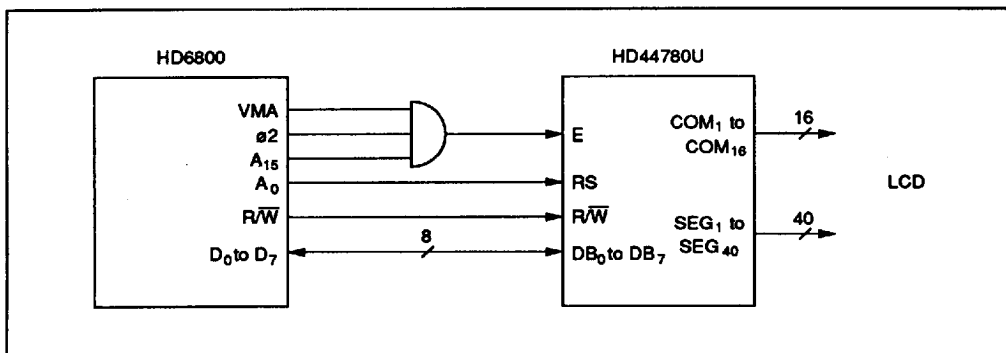 HD6800
VMA
ø2
A15
A0
R/W̅
D0 to D7
8
HD44780U
E
RS
R/W̅
DB0 to DB7
COM1 to
COM16
SEG1 to
SEG40
16
40
LCD